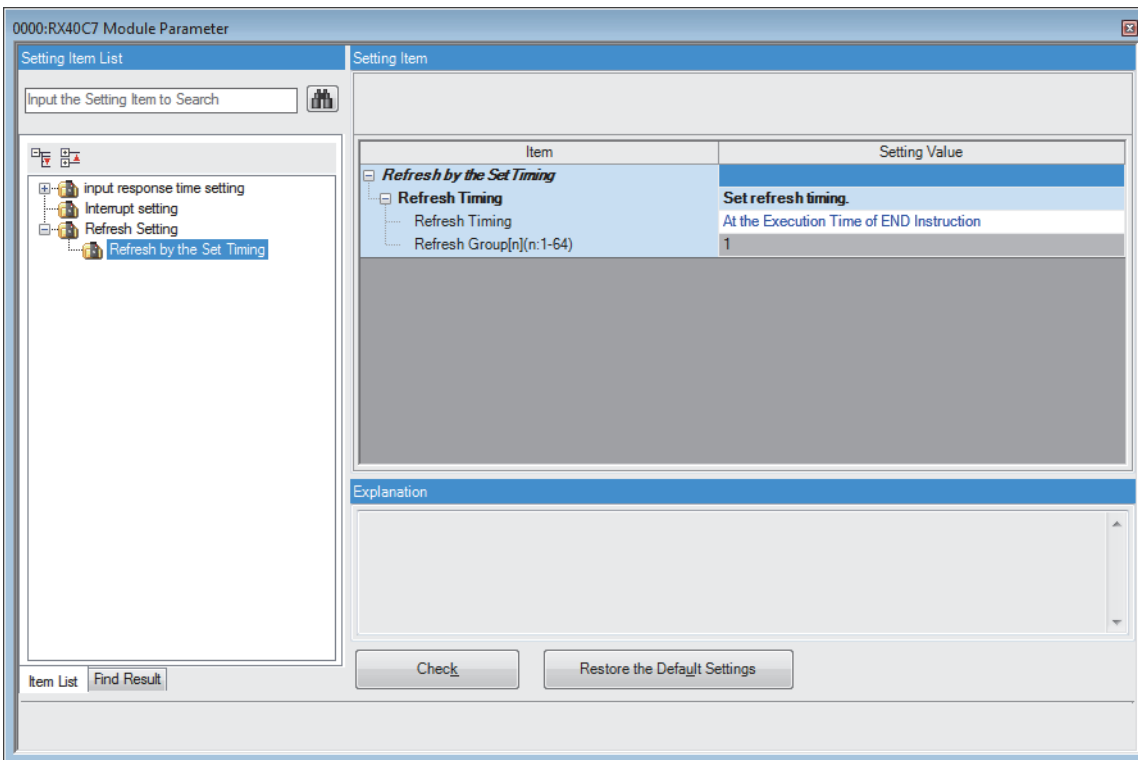 0000:RX40C7 Module Parameter
Setting Item List
Input the Setting Item to Search
input response time setting
Interrupt setting
Refresh Setting
Refresh by the Set Timing
Item List
Find Result
Setting Item
Item Setting Value
Refresh by the Set Timing
Refresh Timing Set refresh timing.
Refresh Timing At the Execution Time of END Instruction
Refresh Group[n](n:1-64) 1
Explanation
Check Restore the Default Settings